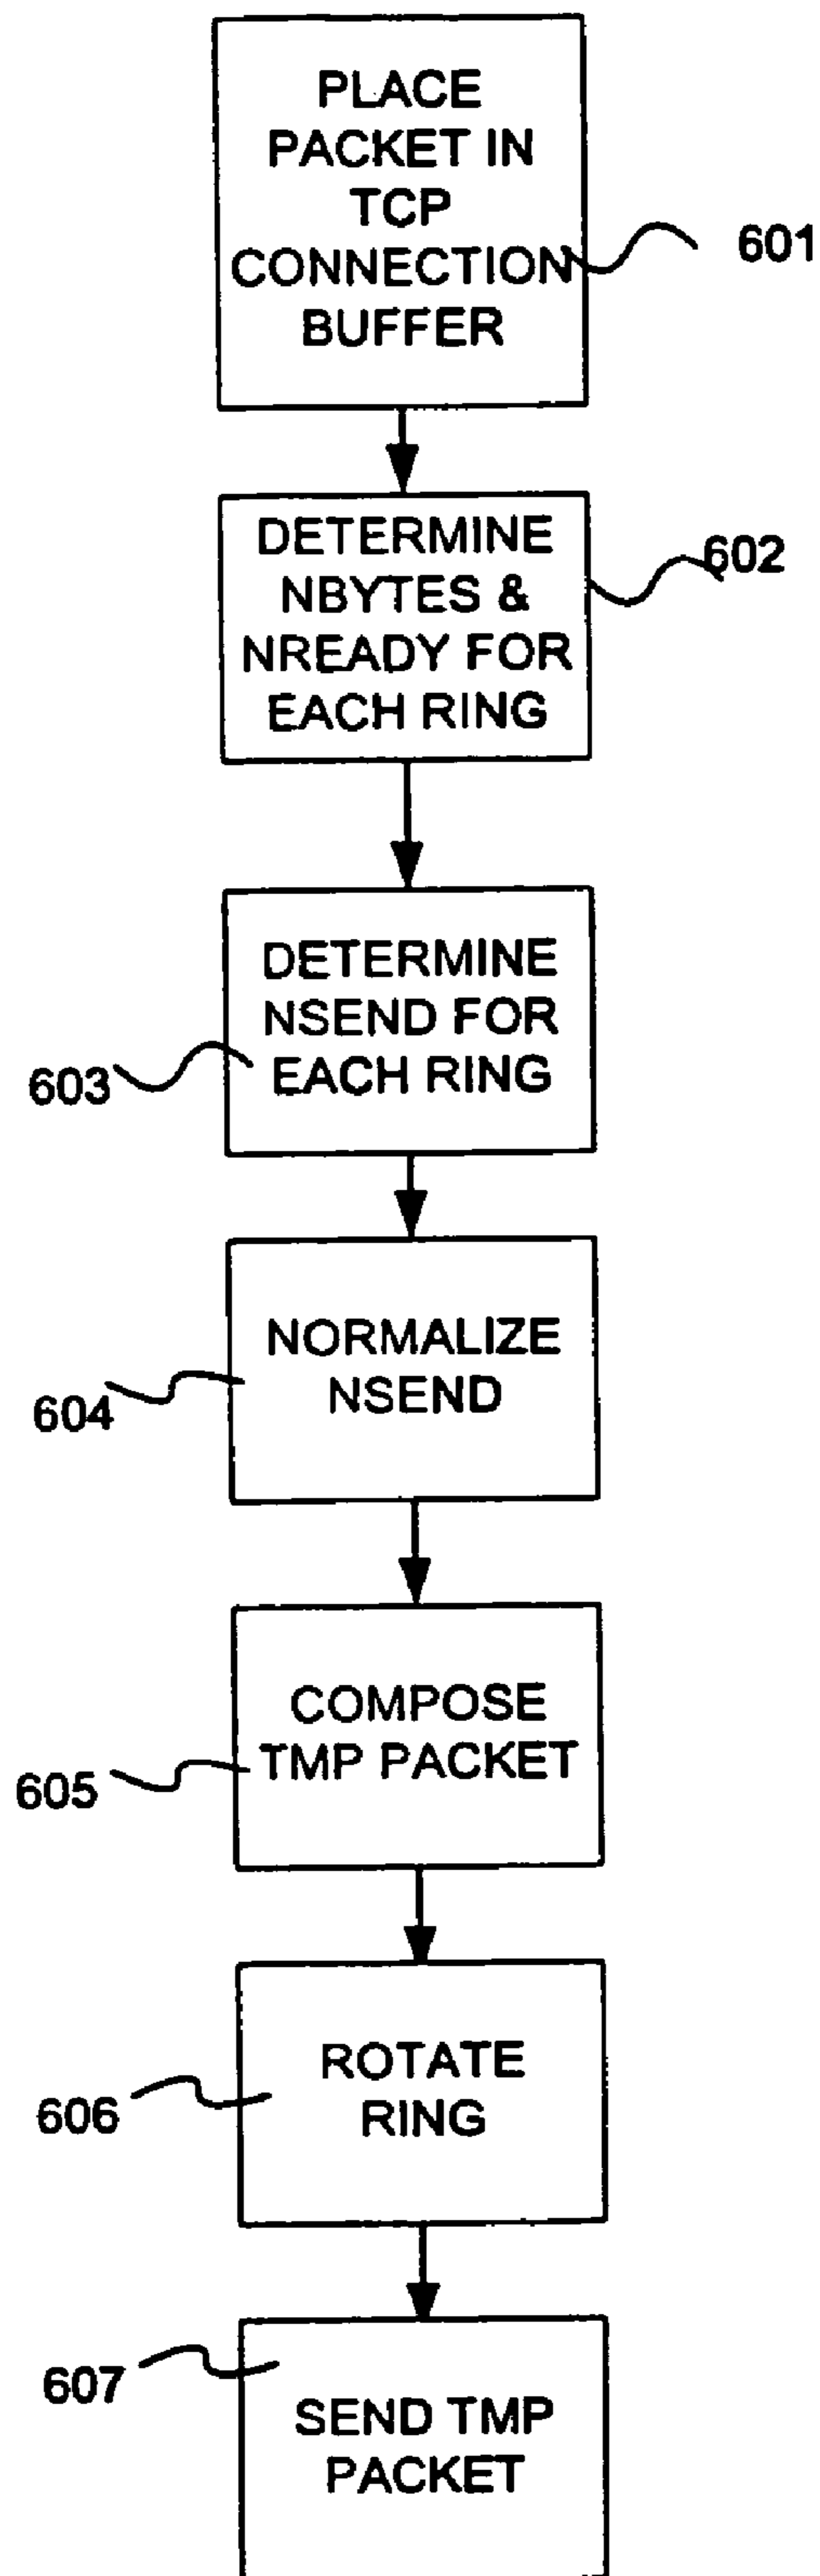 PLACE
PACKET IN
TCP
CONNECTION
BUFFER
601
DETERMINE
NBYTES &
NREADY FOR
EACH RING
602
DETERMINE
NSEND FOR
EACH RING
603
NORMALIZE
NSEND
604
COMPOSE
TMP PACKET
605
ROTATE
RING
606
607
SEND TMP
PACKET